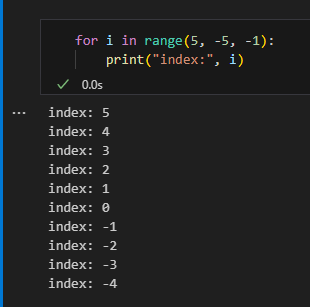 for i in range(5, -5, -1):
    print("index:", i)
0.0s
index: 5
index: 4
index: 3
index: 2
index: 1
index: 0
index: -1
index: -2
index: -3
index: -4